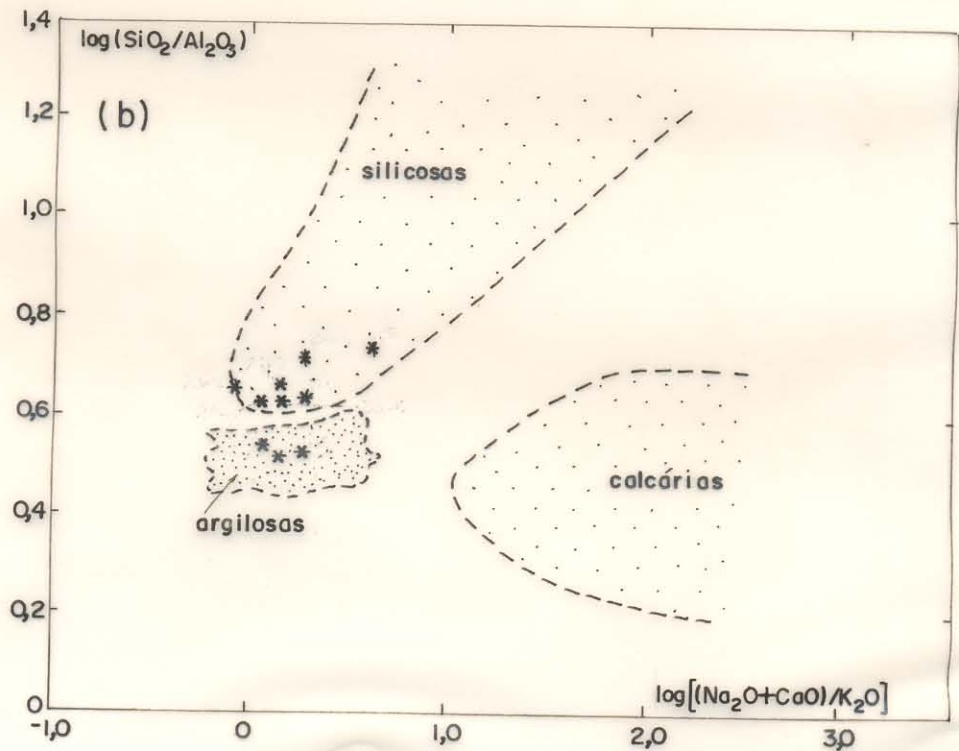 1,4
log(SiO₂/Al₂O₃)
(b)
1,2
silicosas
1,0
0,8
0,6
calcárias
0,4
argilosas
0,2
log[(Na₂O+CaO)/K₂O]
0
-1,0 0 1,0 2,0 3,0